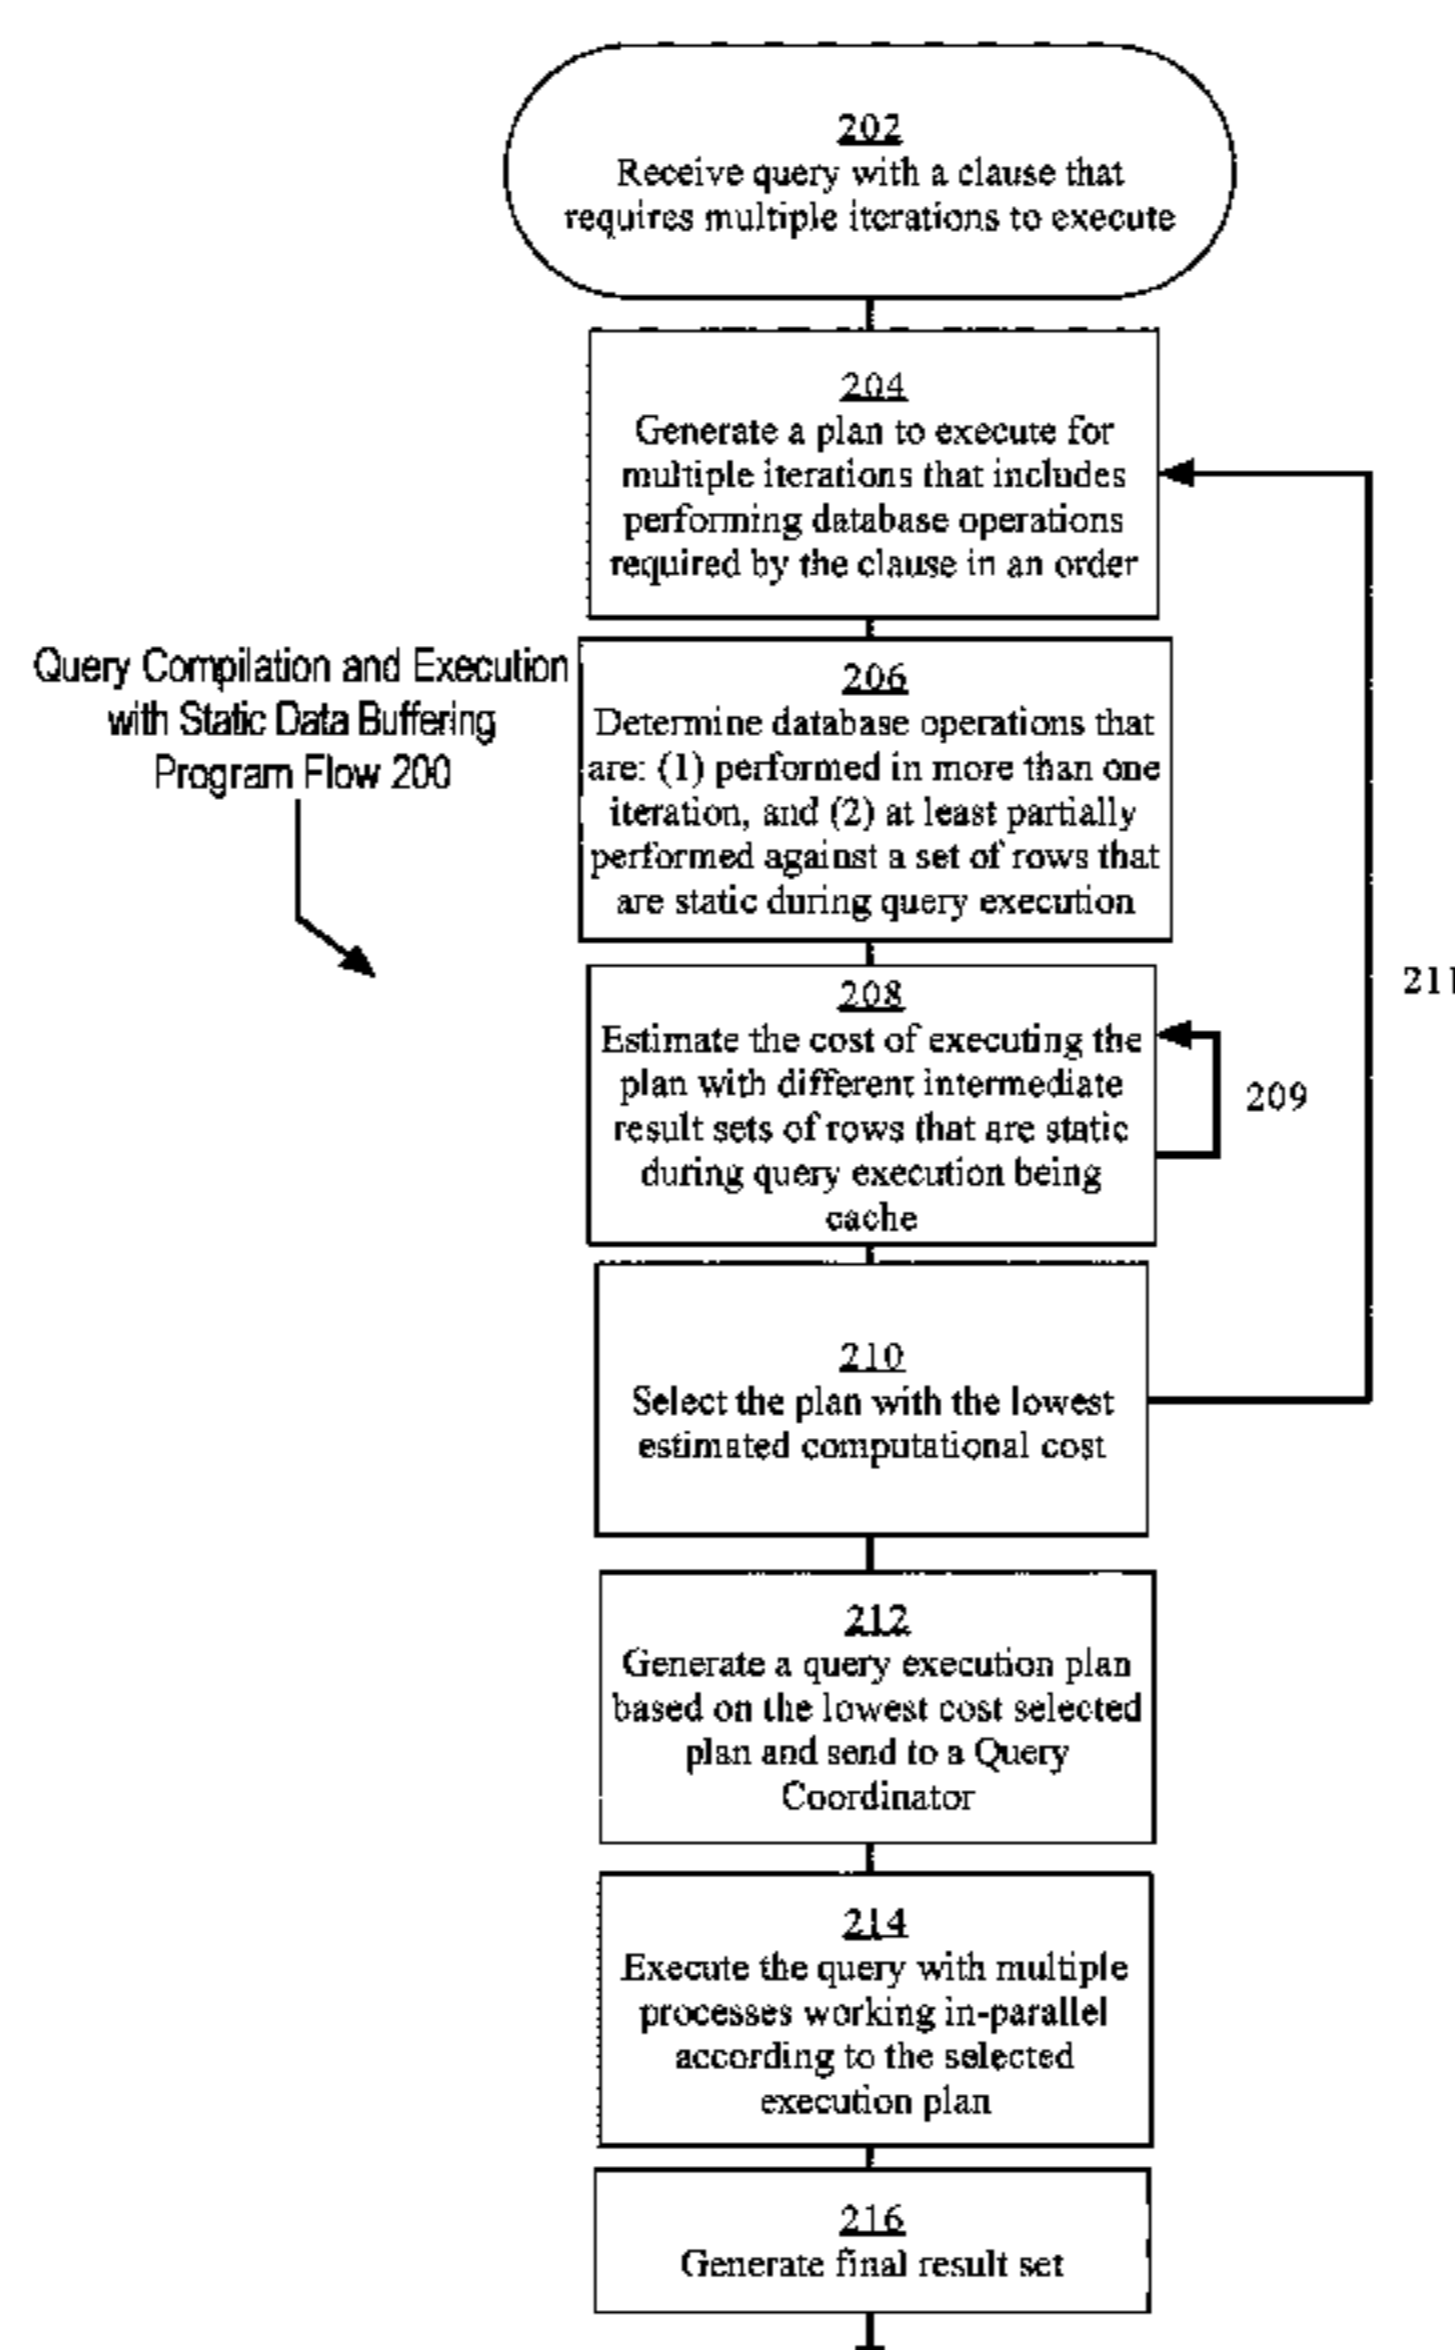 202
Receive query with a clause that
requires multiple iterations to execute
204
Generate a plan to execute for
multiple iterations that includes
performing database operations
required by the clause in an order
Query Compilation and Execution
with Static Data Buffering
Program Flow 200
206
Determine database operations that
are: (1) performed in more than one
iteration, and (2) at least partially
performed against a set of rows that
are static during query execution
211
208
Estimate the cost of executing the
plan with different intermediate
result sets of rows that are static
during query execution being
cache
209
210
Select the plan with the lowest
estimated computational cost
212
Generate a query execution plan
based on the lowest cost selected
plan and send to a Query
Coordinator
214
Execute the query with multiple
processes working in-parallel
according to the selected
execution plan
216
Generate final result set